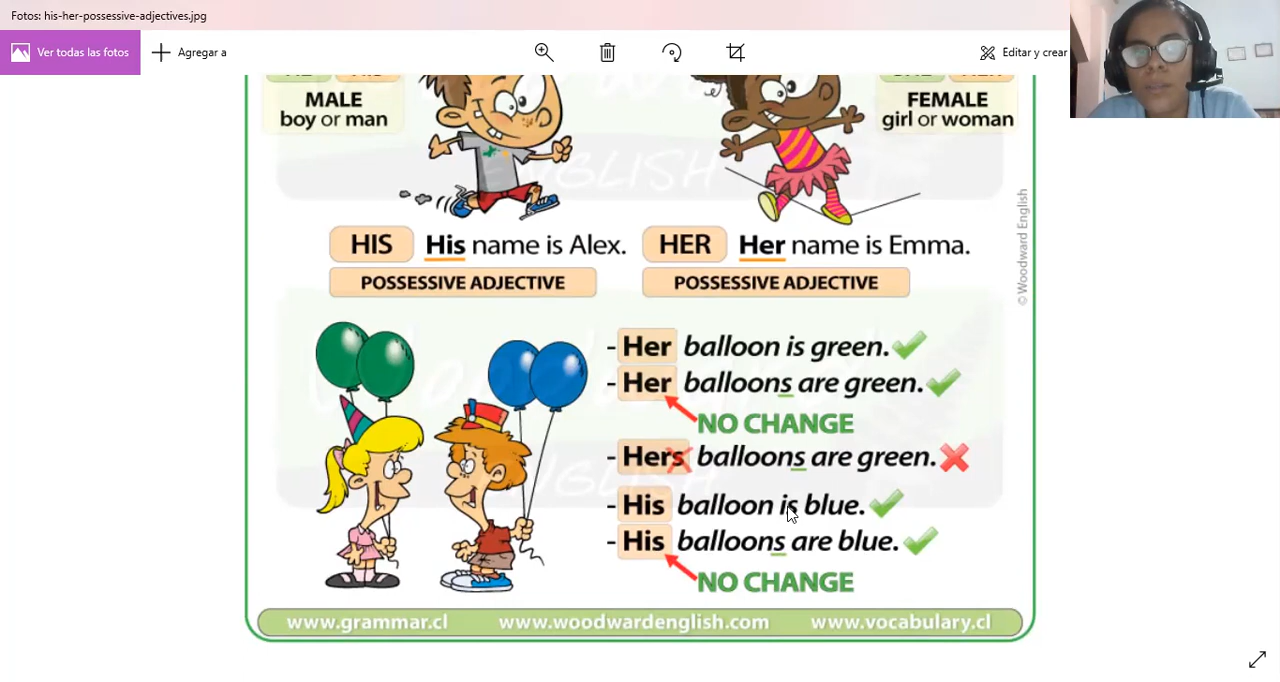 Fotos: his-her-possessive-adjectives.jpg
Ver todas las fotos
Agregar a
Editar y crear
MALE
boy or man
FEMALE
girl or woman
ENGLISH
© Woodward English
HIS His name is Alex.
HER Her name is Emma.
POSSESSIVE ADJECTIVE
POSSESSIVE ADJECTIVE
- Her balloon is green.
- Her balloons are green.
NO CHANGE
- Hers balloons are green.
- His balloon is blue.
- His balloons are blue.
NO CHANGE
www.grammar.cl www.woodwardenglish.com www.vocabulary.cl